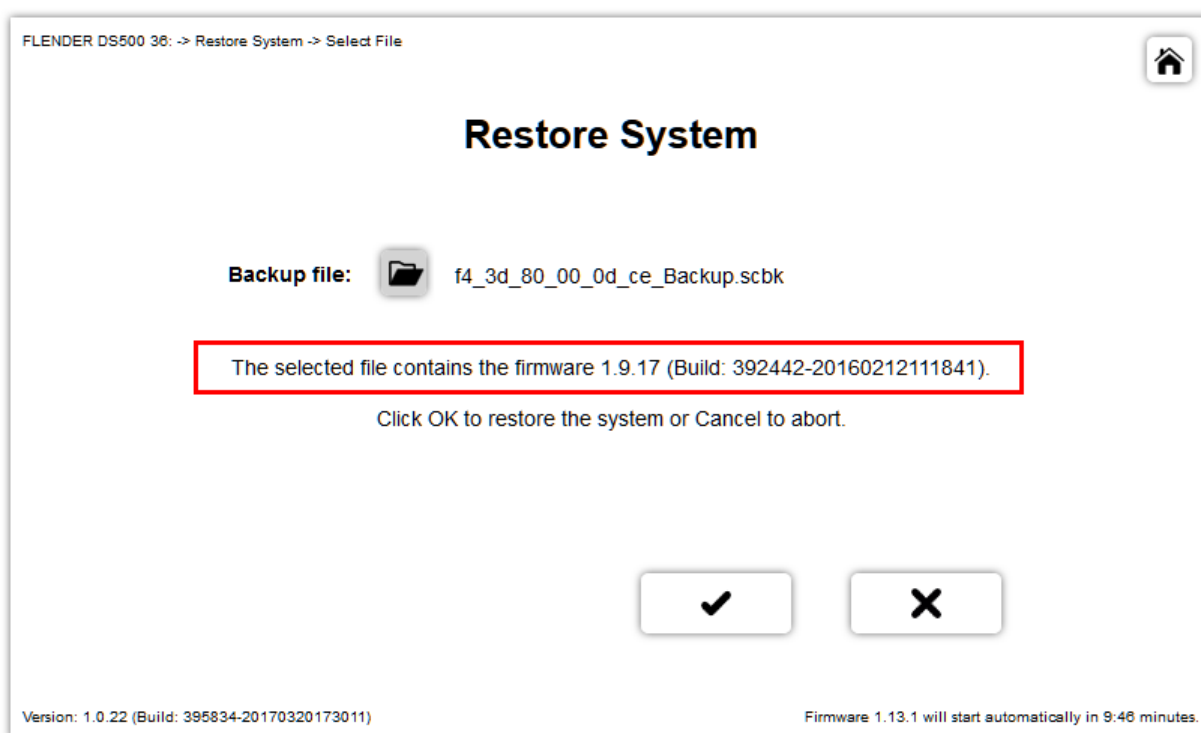 FLENDER DS500 36: -> Restore System -> Select File
Restore System
Backup file: f4_3d_80_00_0d_ce_Backup.scbk
The selected file contains the firmware 1.9.17 (Build: 392442-20160212111841).
Click OK to restore the system or Cancel to abort.
Version: 1.0.22 (Build: 395834-20170320173011)
Firmware 1.13.1 will start automatically in 9:46 minutes.